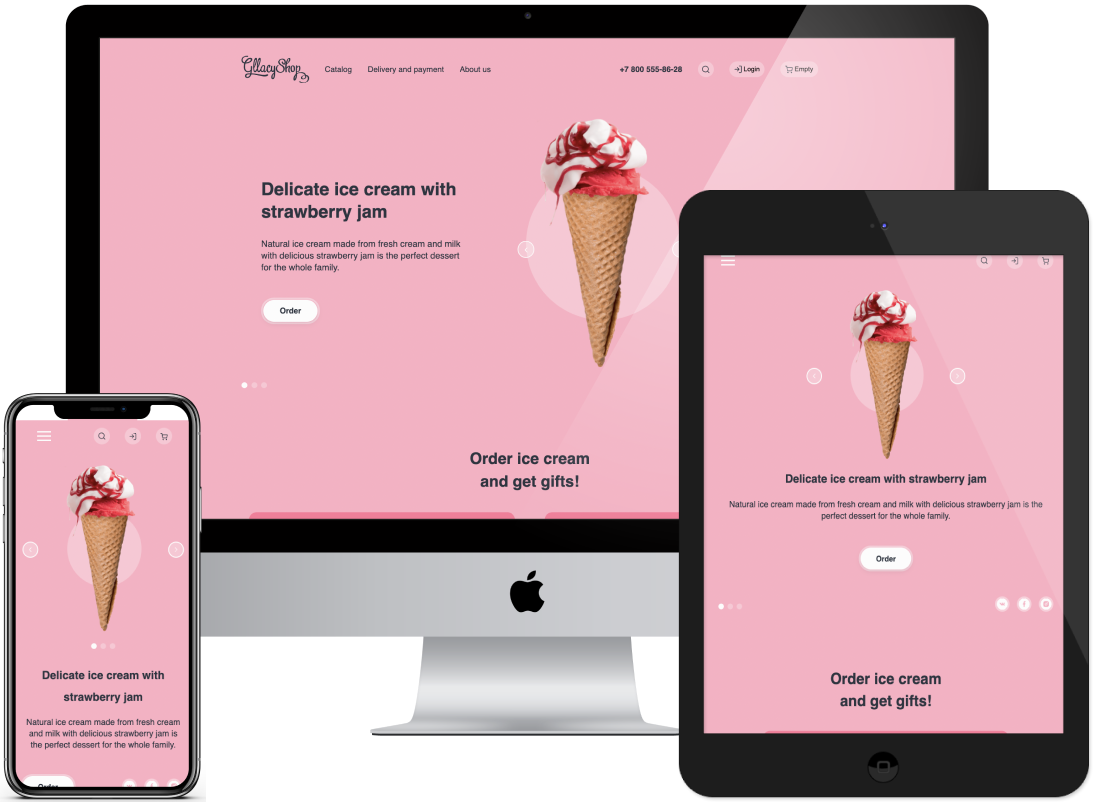 GllacyShop
Catalog Delivery and payment About us
+7 800 555-86-28
Login
Empty
Delicate ice cream with
strawberry jam
Natural ice cream made from fresh cream and milk
with delicious strawberry jam is the perfect dessert
for the whole family.
Order
Order ice cream
and get gifts!
Delicate ice cream with strawberry jam
Natural ice cream made from fresh cream and milk with delicious strawberry jam is the
perfect dessert for the whole family.
Order
Order ice cream
and get gifts!
Delicate ice cream with
strawberry jam
Natural ice cream made from fresh cream
and milk with delicious strawberry jam is
the perfect dessert for the whole family.
Order